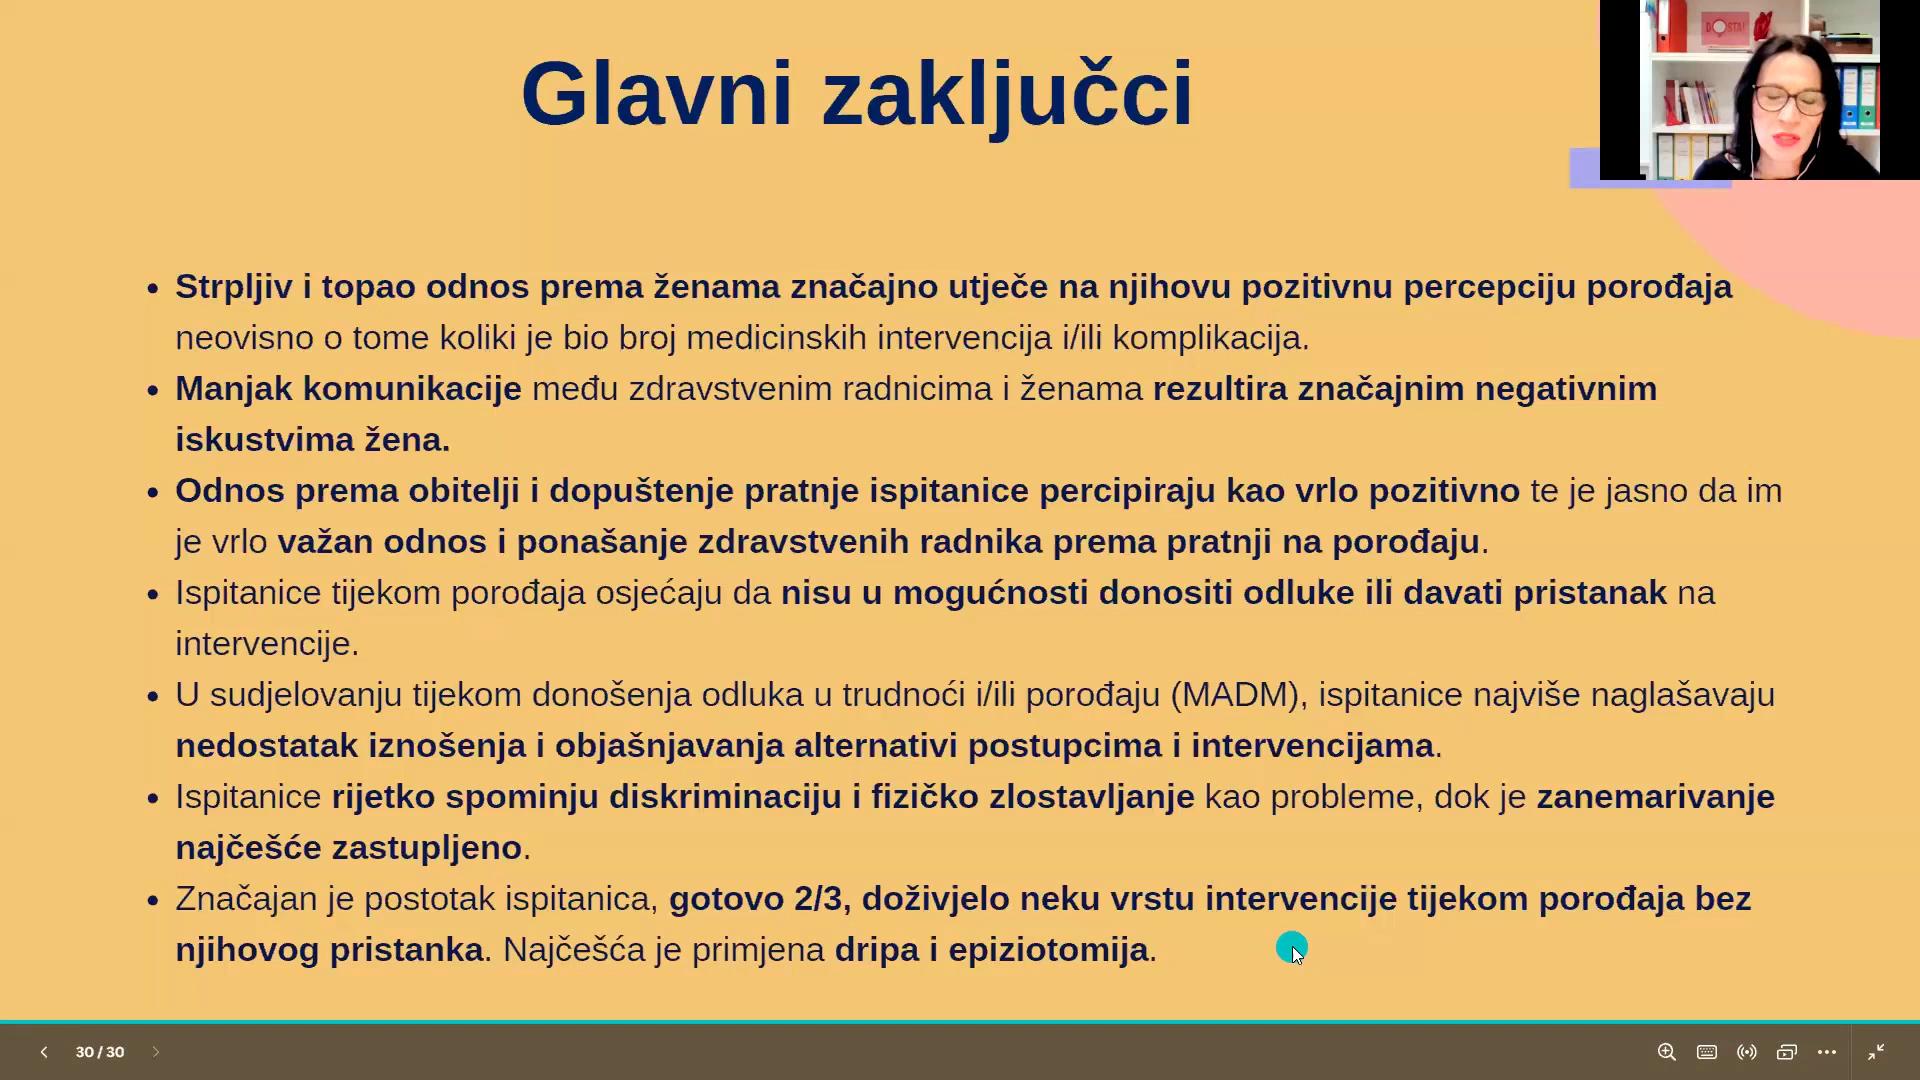 Glavni zaključci
DOSTA!
• Strpljiv i topao odnos prema ženama značajno utječe na njihovu pozitivnu percepciju porođaja
neovisno o tome koliki je bio broj medicinskih intervencija i/ili komplikacija.
• Manjak komunikacije među zdravstvenim radnicima i ženama rezultira značajnim negativnim
iskustvima žena.
• Odnos prema obitelji i dopuštenje pratnje ispitanice percipiraju kao vrlo pozitivno te je jasno da im
je vrlo važan odnos i ponašanje zdravstvenih radnika prema pratnji na porođaju.
• Ispitanice tijekom porođaja osjećaju da nisu u mogućnosti donositi odluke ili davati pristanak na
intervencije.
• U sudjelovanju tijekom donošenja odluka u trudnoći i/ili porođaju (MADM), ispitanice najviše naglašavaju
nedostatak iznošenja i objašnjavanja alternativi postupcima i intervencijama.
• Ispitanice rijetko spominju diskriminaciju i fizičko zlostavljanje kao probleme, dok je zanemarivanje
najčešće zastupljeno.
• Značajan je postotak ispitanica, gotovo 2/3, doživjelo neku vrstu intervencije tijekom porođaja bez
njihovog pristanka. Najčešća je primjena dripa i epiziotomija.
30 / 30